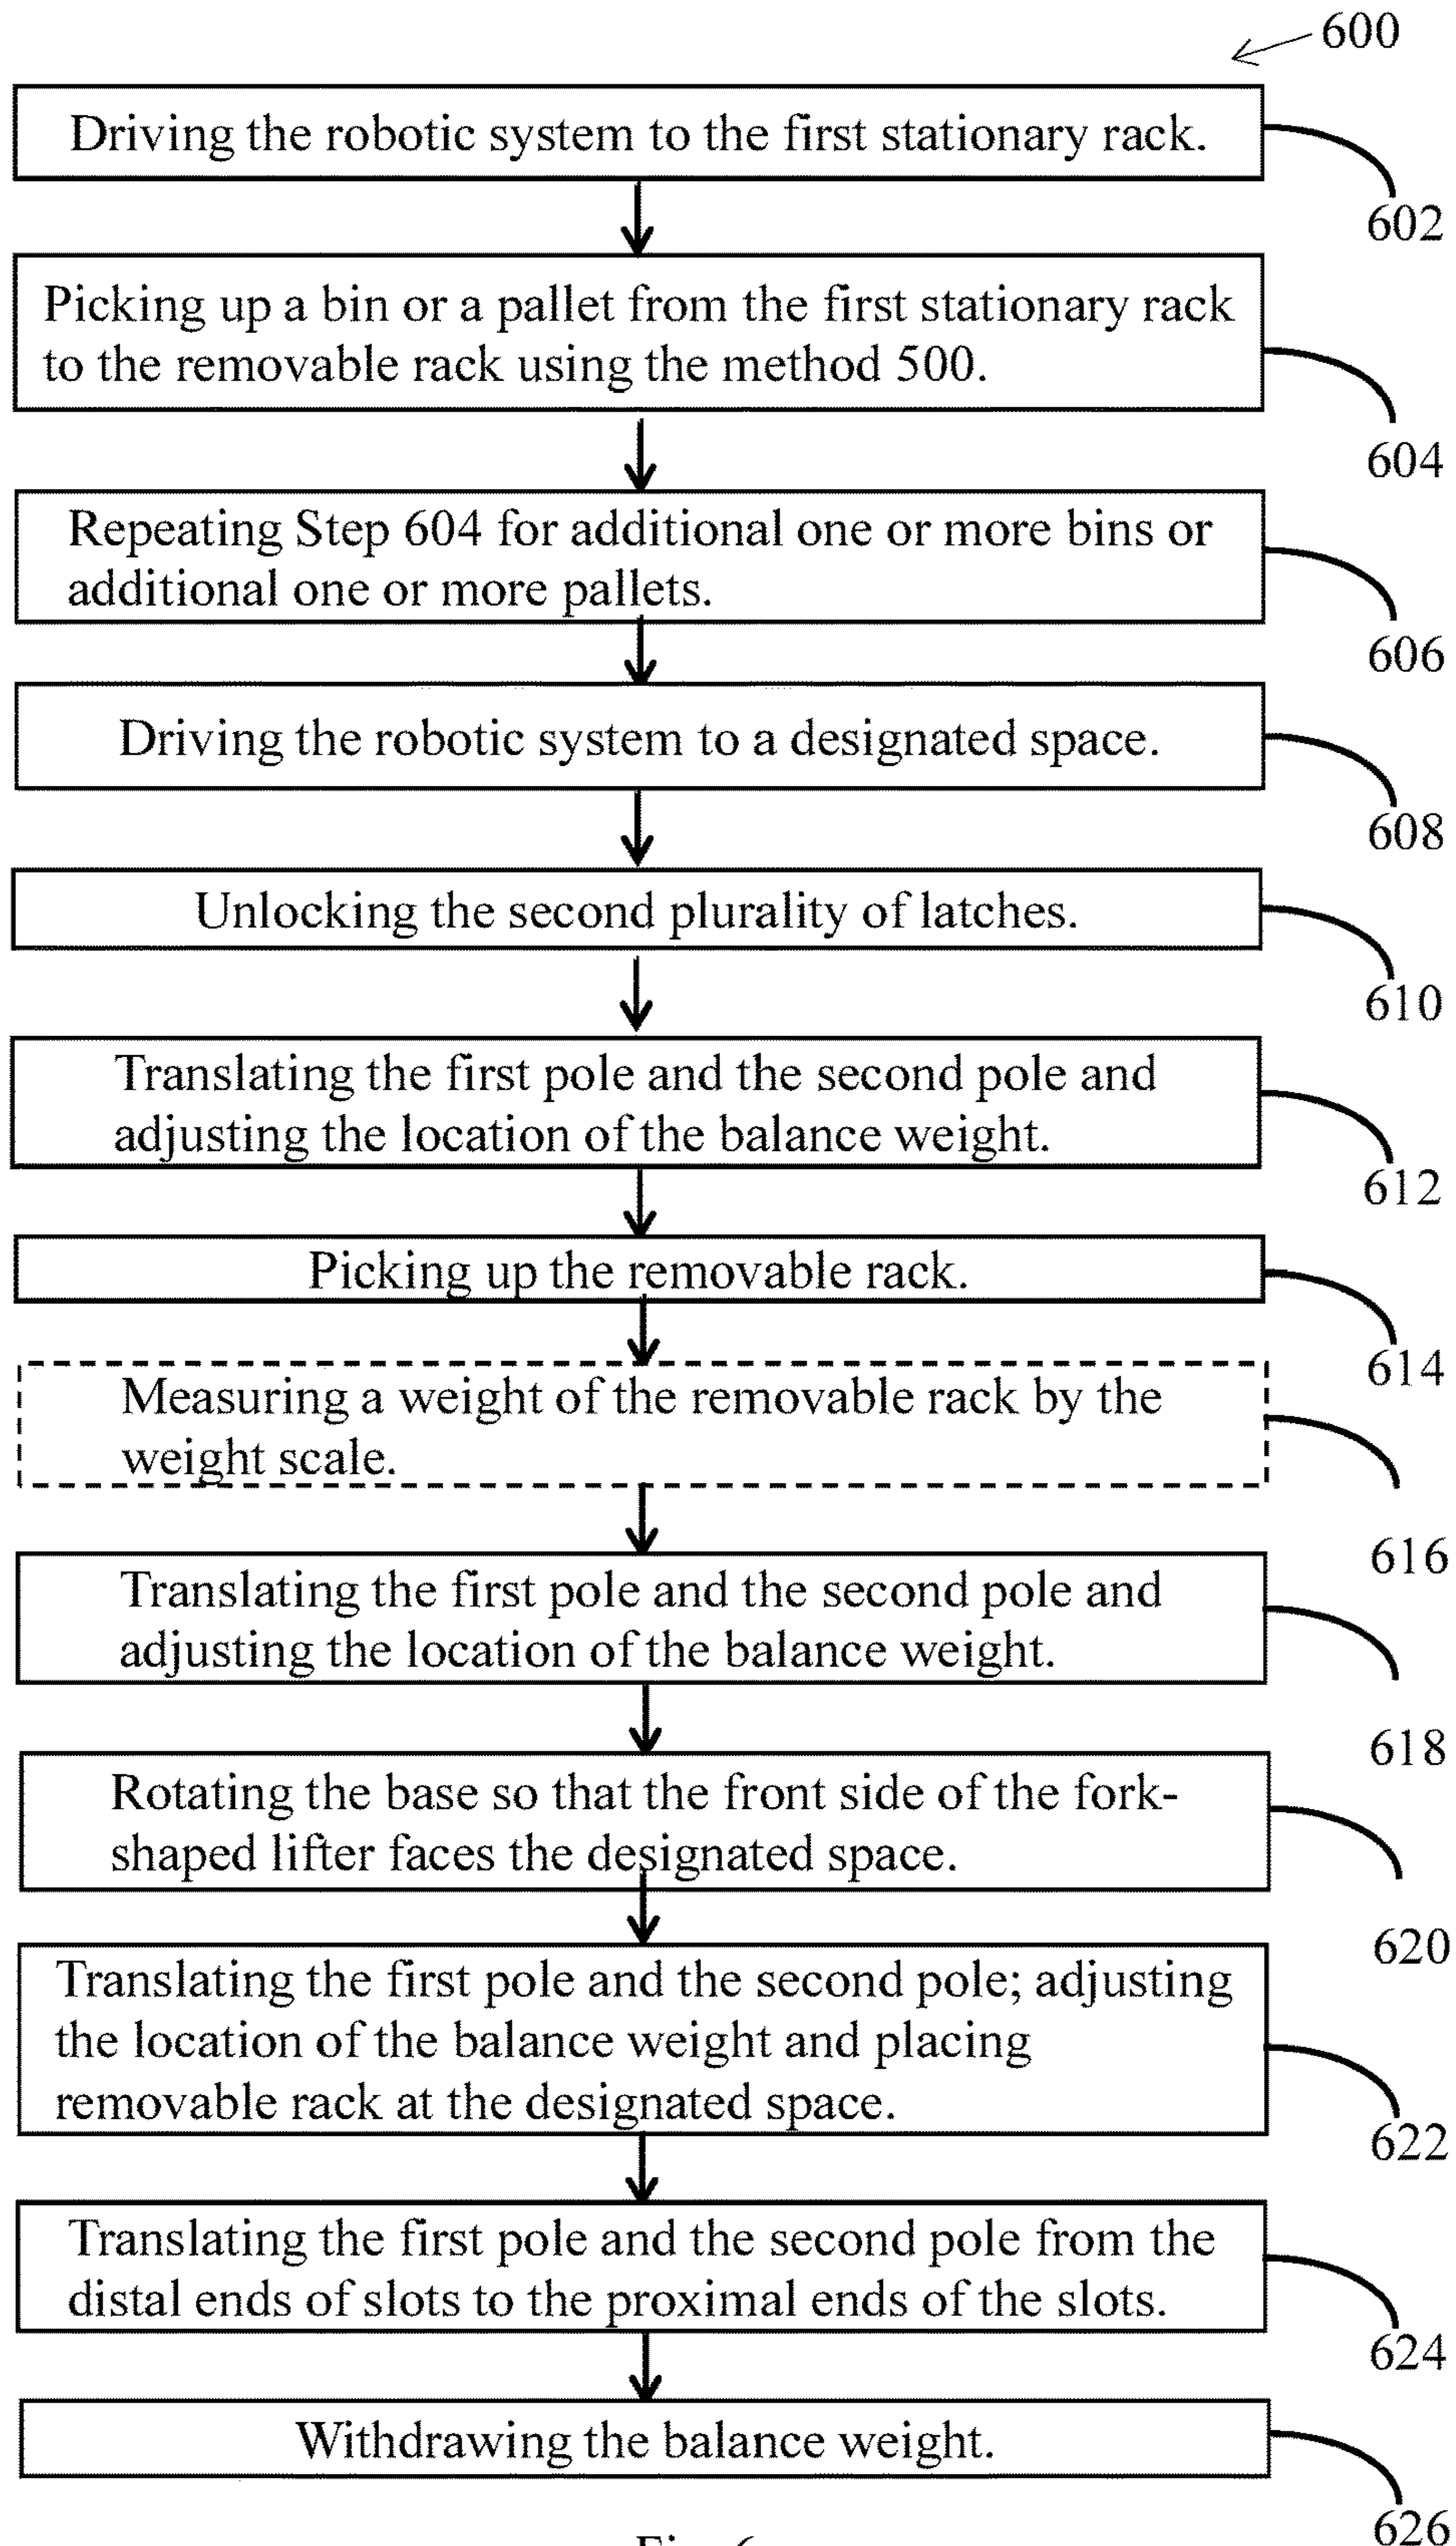 600
Driving the robotic system to the first stationary rack.
602
Picking up a bin or a pallet from the first stationary rack
to the removable rack using the method 500.
604
Repeating Step 604 for additional one or more bins or
additional one or more pallets.
606
Driving the robotic system to a designated space.
608
Unlocking the second plurality of latches.
610
Translating the first pole and the second pole and
adjusting the location of the balance weight.
612
Picking up the removable rack.
614
Measuring a weight of the removable rack by the
weight scale.
616
Translating the first pole and the second pole and
adjusting the location of the balance weight.
618
Rotating the base so that the front side of the fork-
shaped lifter faces the designated space.
620
Translating the first pole and the second pole; adjusting
the location of the balance weight and placing
removable rack at the designated space.
622
Translating the first pole and the second pole from the
distal ends of slots to the proximal ends of the slots.
624
Withdrawing the balance weight.
626
Fig. 6